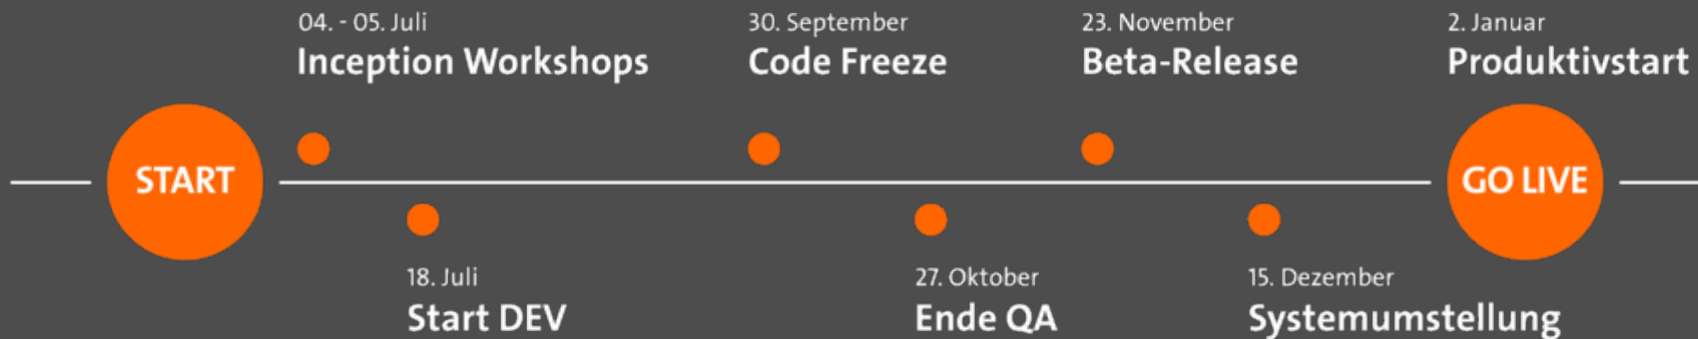 04. - 05. Juli
Inception Workshops
30. September
Code Freeze
23. November
Beta-Release
2. Januar
Produktivstart
START
GO LIVE
18. Juli
Start DEV
27. Oktober
Ende QA
15. Dezember
Systemumstellung